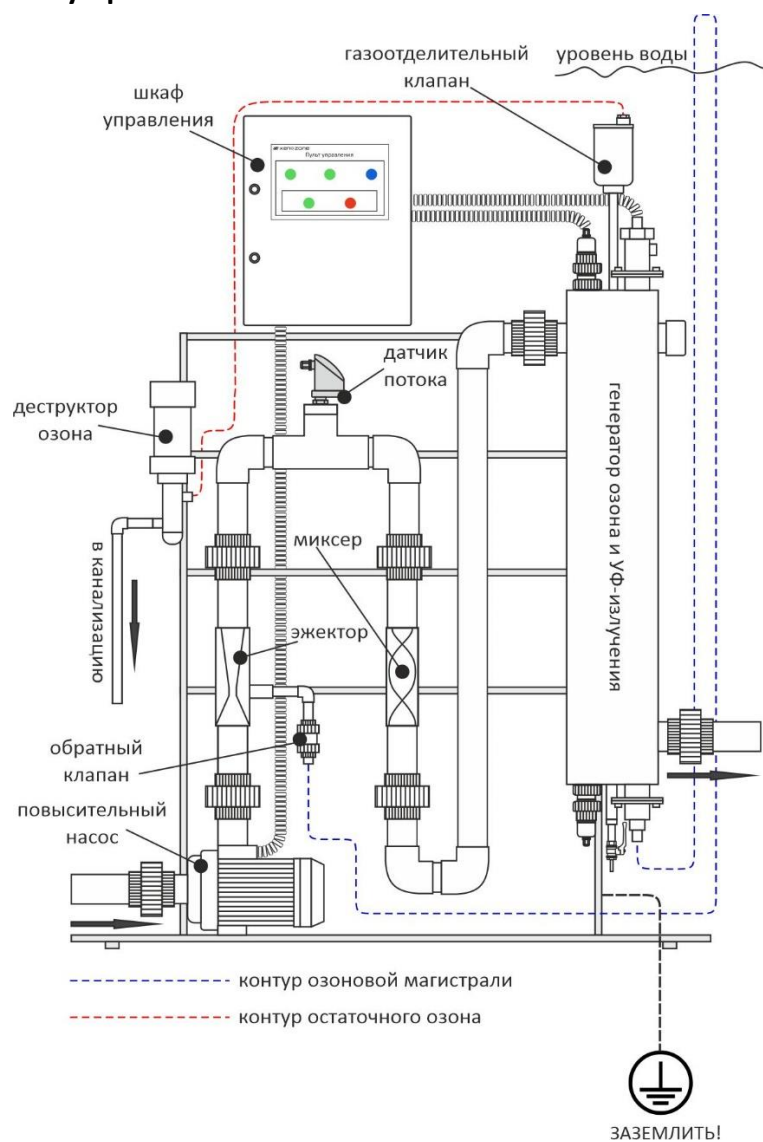 газоотделительный
клапан
уровень воды
шкаф
управления
Пульт управления
датчик
потока
деструктор
озона
генератор озона и Уф-излучения
миксер
в канализацию
эжектор
обратный
клапан
повысительный
насос
контур озоновой магистрали
контур остаточного озона
ЗАЗЕМЛИТЬ!